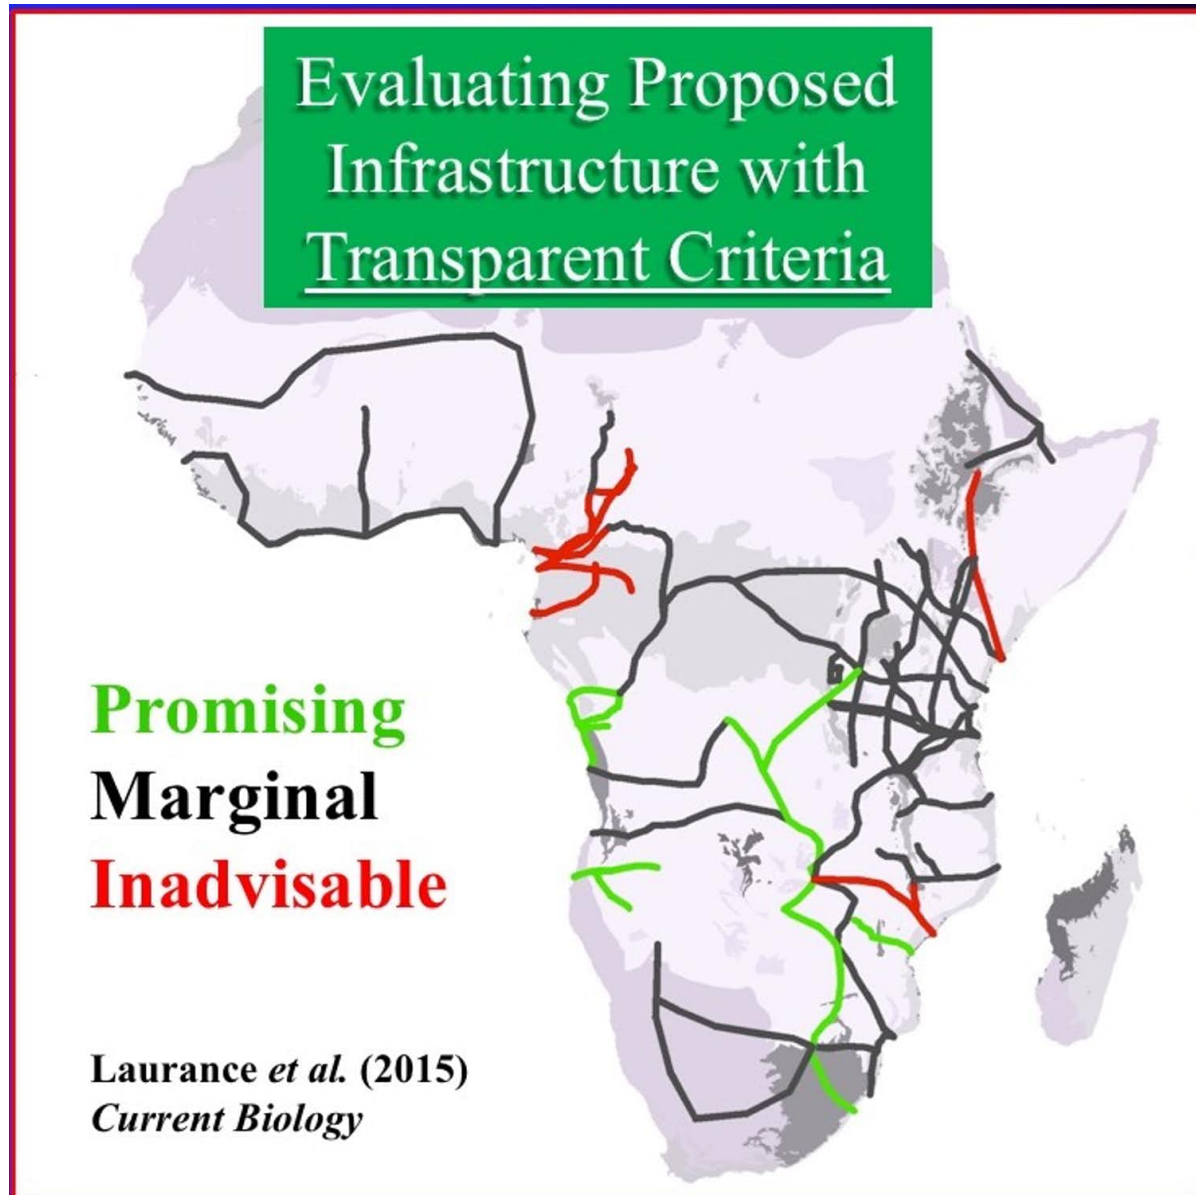 Evaluating Proposed
Infrastructure with
Transparent Criteria
Promising
Marginal
Inadvisable
Laurance et al. (2015)
Current Biology